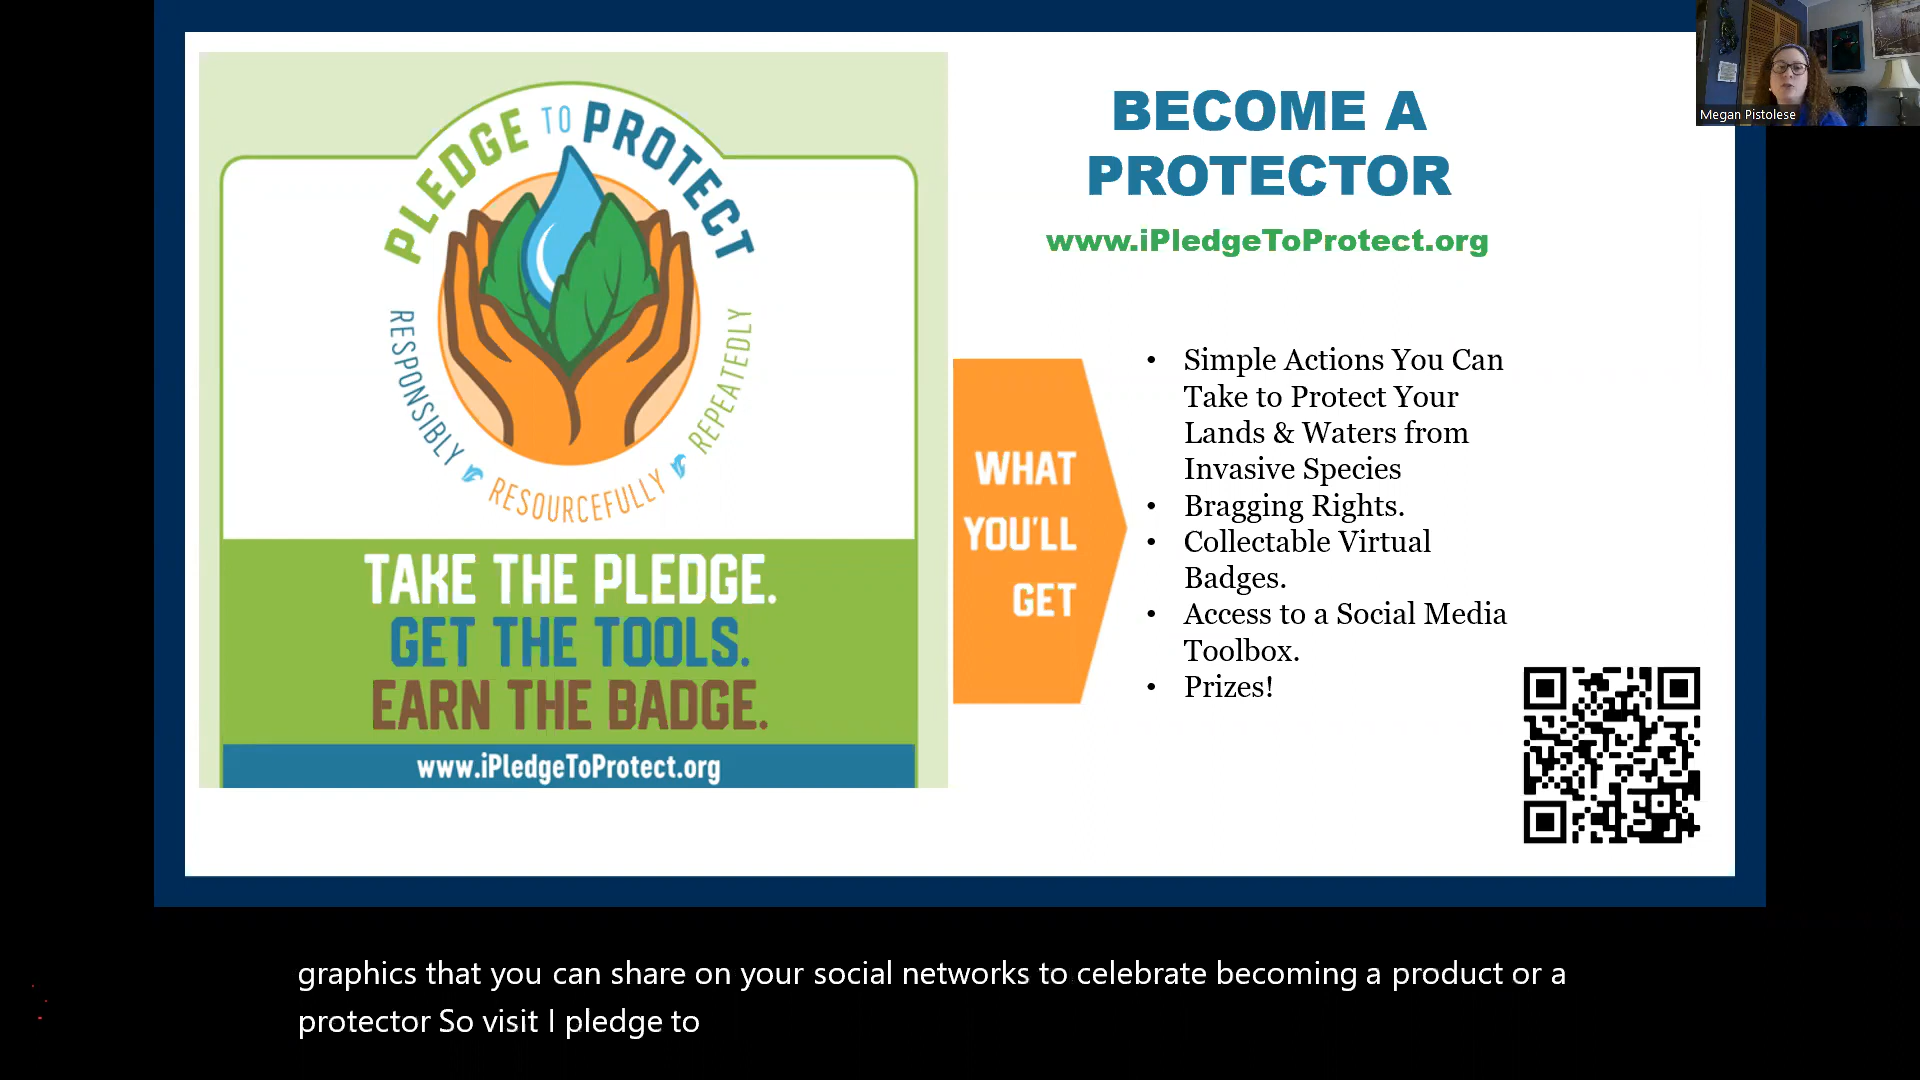 PLEDGE TO PROTECT
RESPONSIBLY
RESOURCEFULLY
REPEATEDLY
TAKE THE PLEDGE.
GET THE TOOLS.
EARN THE BADGE.
www.iPledgeToProtect.org
BECOME A
PROTECTOR
www.iPledgeToProtect.org
WHAT
YOU'LL
GET
• Simple Actions You Can
Take to Protect Your
Lands & Waters from
Invasive Species
• Bragging Rights.
• Collectable Virtual
Badges.
• Access to a Social Media
Toolbox.
• Prizes!
Megan Pistolese
graphics that you can share on your social networks to celebrate becoming a product or a
protector So visit I pledge to